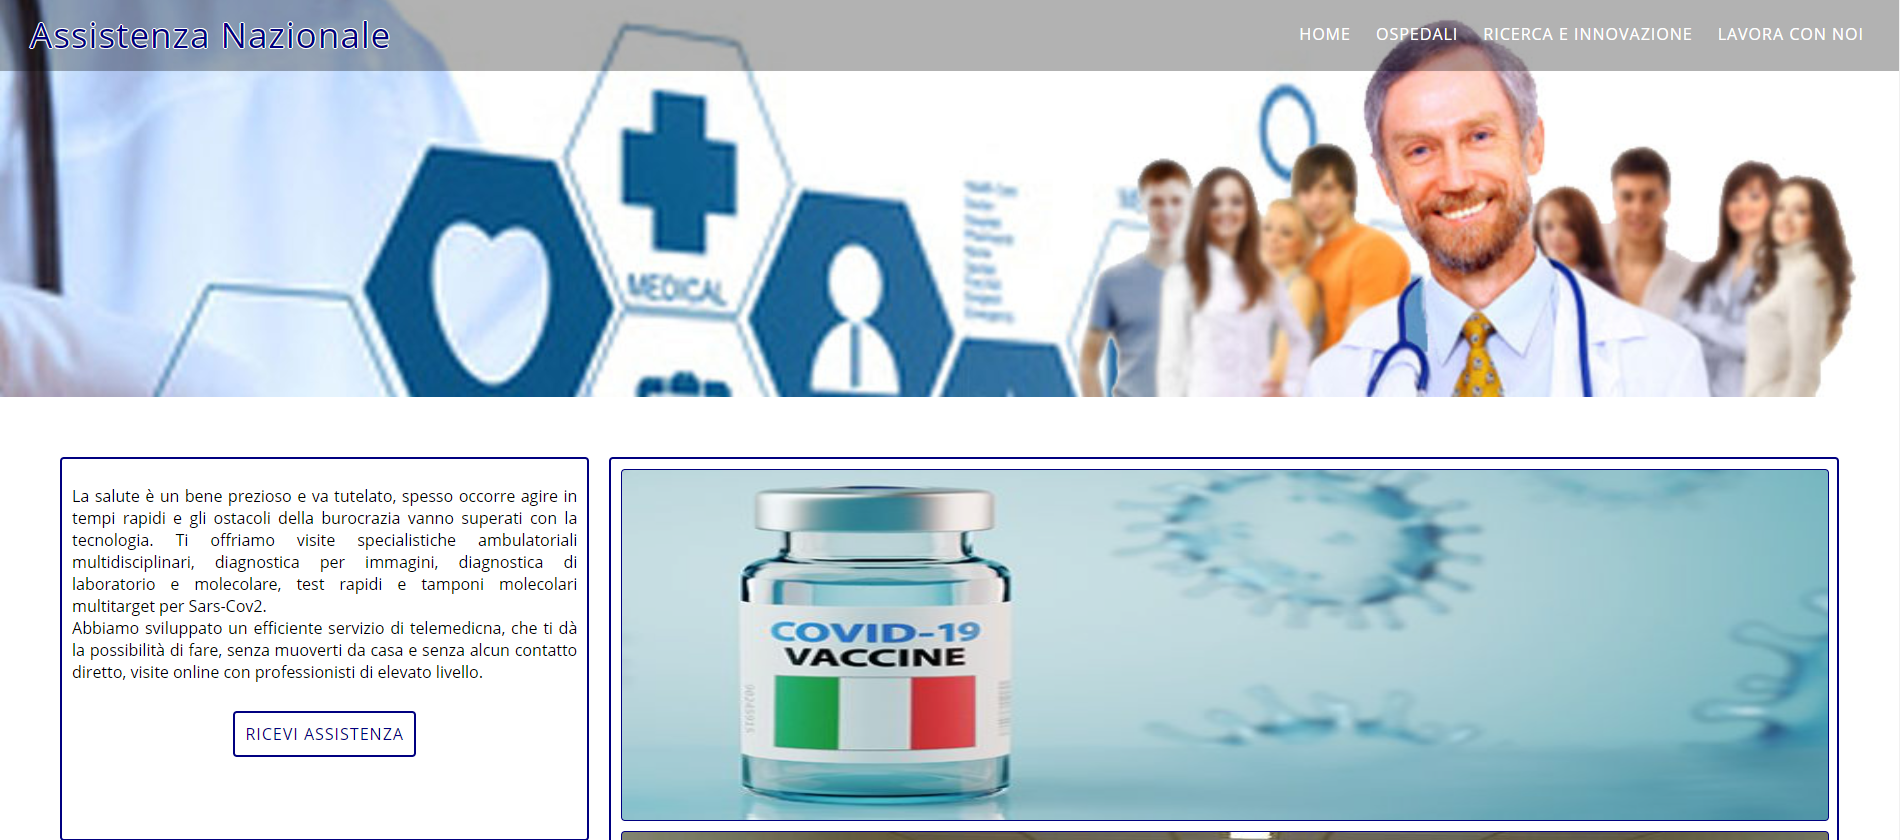 Assistenza Nazionale
HOME OSPEDALI RICERCA E INNOVAZIONE LAVORA CON NOI
MEDICAL
La salute è un bene prezioso e va tutelato, spesso occorre agire in
tempi rapidi e gli ostacoli della burocrazia vanno superati con la
tecnologia. Ti offriamo visite specialistiche ambulatoriali
multidisciplinari, diagnostica per immagini, diagnostica di
laboratorio e molecolare, test rapidi e tamponi molecolari
multitarget per Sars-Cov2.
Abbiamo sviluppato un efficiente servizio di telemedicna, che ti dà
la possibilità di fare, senza muoverti da casa e senza alcun contatto
diretto, visite online con professionisti di elevato livello.
RICEVI ASSISTENZA
COVID-19
VACCINE